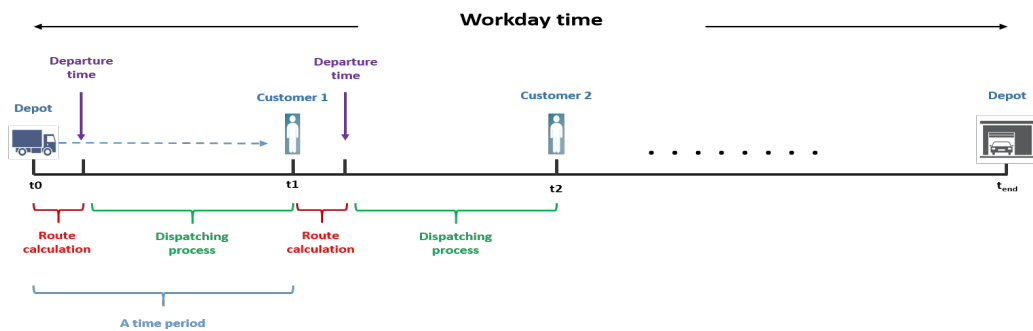 Workday time
Departure
time
Departure
time
Depot
Customer 1
Customer 2
Depot
t0
t1
t2
tend
Route
calculation
Dispatching
process
Route
calculation
Dispatching
process
A time period